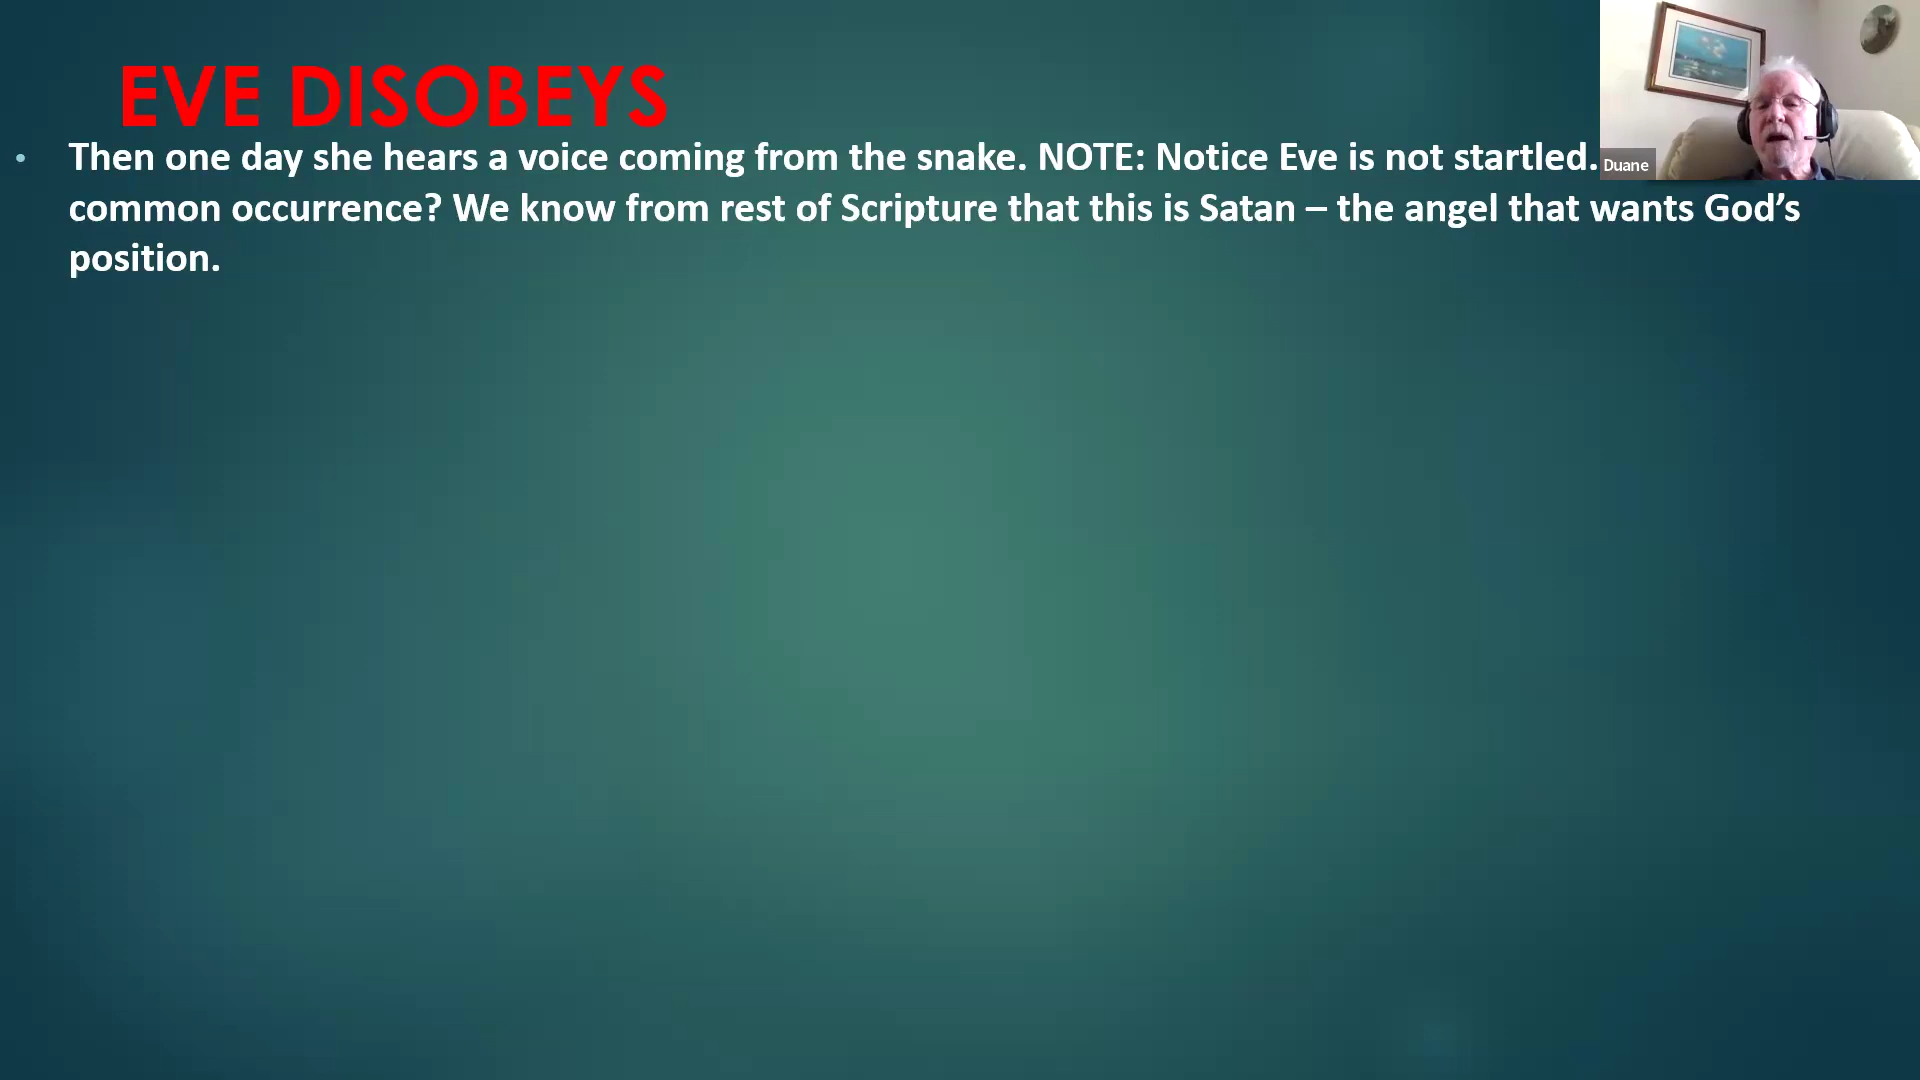 EVE DISOBEYS
• Then one day she hears a voice coming from the snake. NOTE: Notice Eve is not startled.
common occurrence? We know from rest of Scripture that this is Satan – the angel that wants God’s
position.
Duane